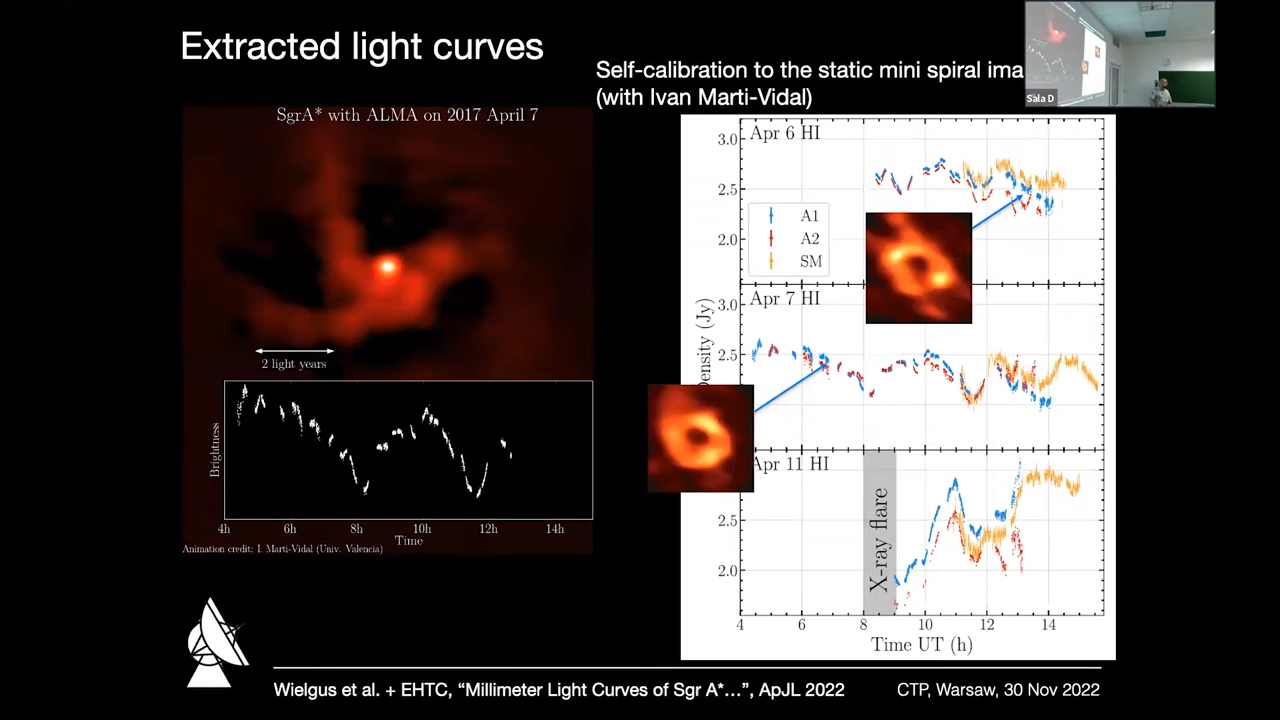 Extracted light curves
Self-calibration to the static mini spiral ima
(with Ivan Marti-Vidal)
Sala D
SgrA* with ALMA on 2017 April 7
2 light years
Brightness
4h 6h 8h 10h 12h 14h
Time
Animation credit: I. Marti-Vidal (Univ. Valencia)
Apr 6 HI
3.0
2.5
2.0
A1
A2
SM
Apr 7 HI
3.0
2.5
Density (Jy)
Apr 11 HI
2.5
2.0
X-ray flare
4 6 8 10 12 14
Time UT (h)
Wielgus et al. + EHTC, “Millimeter Light Curves of Sgr A*...”, ApJL 2022
CTP, Warsaw, 30 Nov 2022